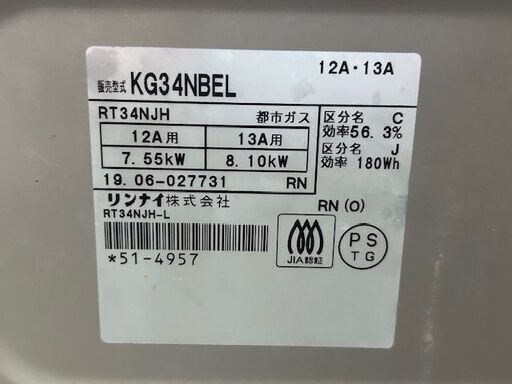 12A・13A
販売型式 KG34NBEL
RT34NJH 都市ガス
12A用 13A用
7.55kW 8.10kW
19.06-027731 RN
区分名 C
効率56.3%
区分名 J
効率 180Wh
リンナイ株式会社
RT34NJH-L
RN (O)
*51-4957
JIA認証
PS
TG